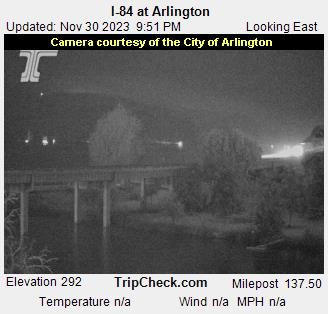 I-84 at Arlington
Updated: Nov 30 2023 9:51 PM Looking East
Camera courtesy of the City of Arlington
Elevation 292 TripCheck.com Milepost 137.50
Temperature n/a Wind n/a MPH n/a